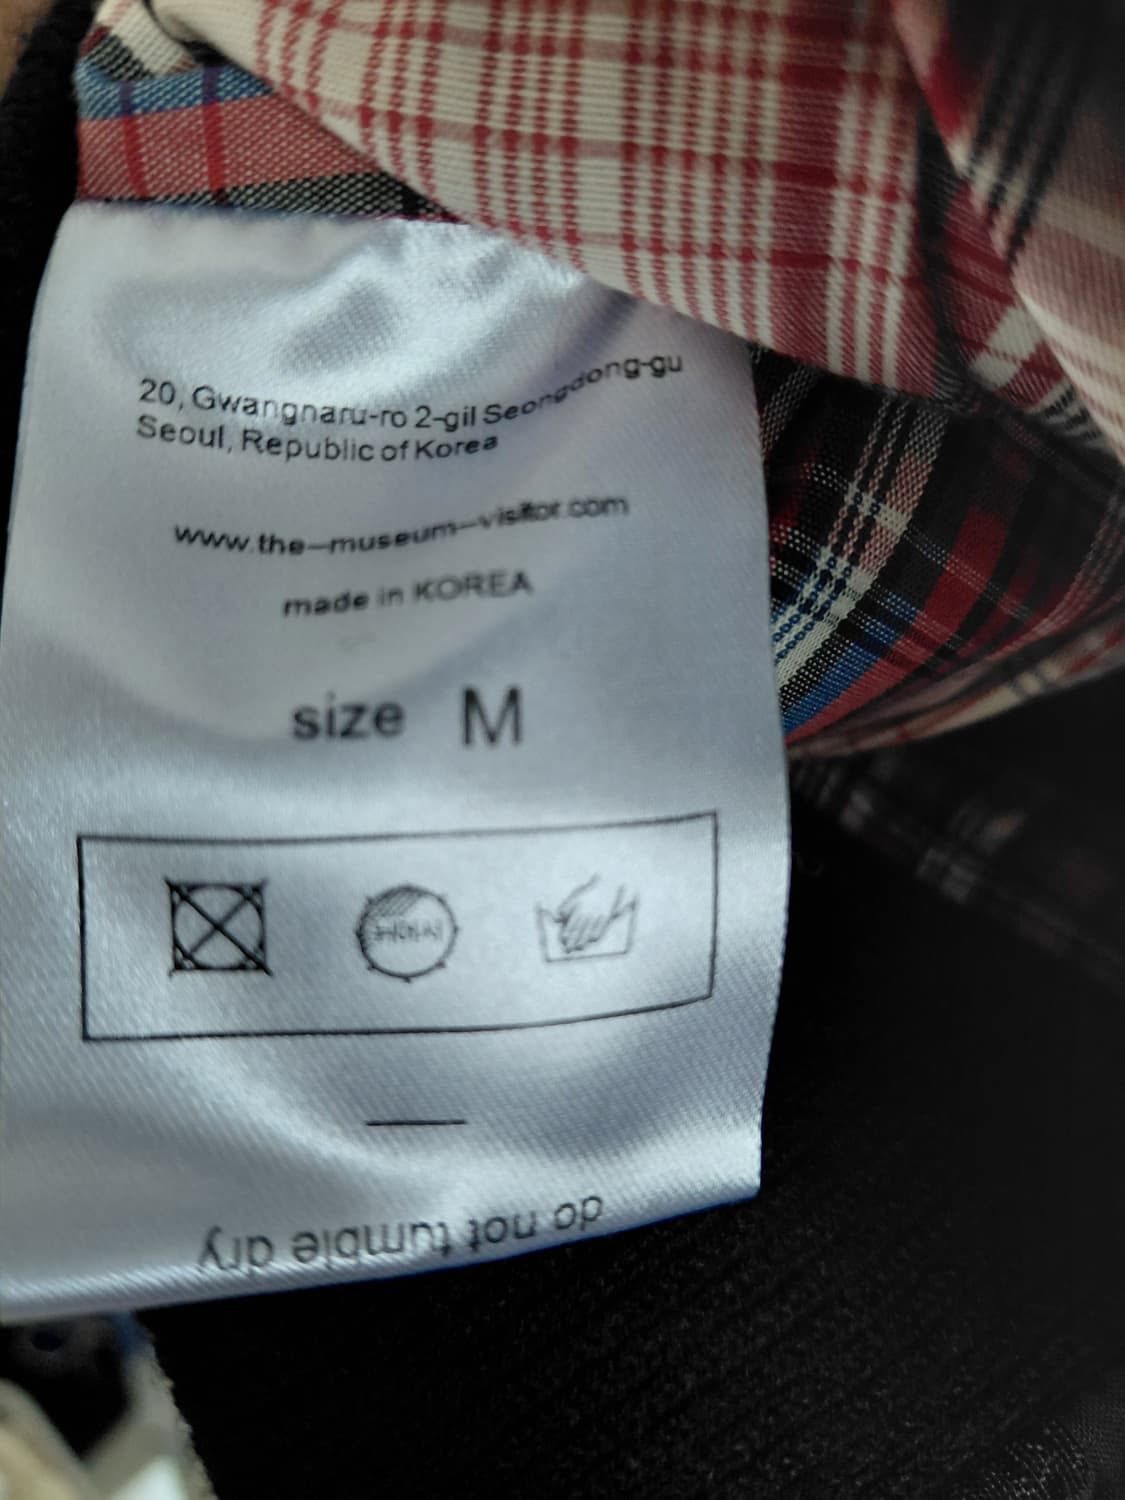 20, Gwangnaru-ro 2-gil Seongdong-gu
Seoul, Republic of Korea
www.the-museum-visitor.com
made in KOREA
size M
do not tumble dry